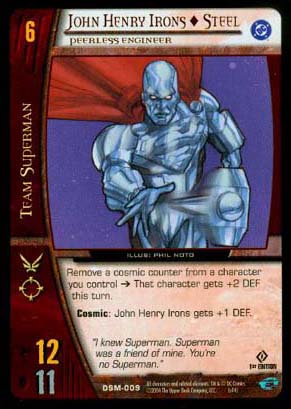 6
JOHN HENRY IRONS ♦ STEEL
PEERLESS ENGINEER
TEAM SUPERMAN
ILLUS: PHIL NOTO
Remove a cosmic counter from a character
you control → That character gets +2 DEF
this turn.
Cosmic: John Henry Irons gets +1 DEF.
"I knew Superman. Superman
was a friend of mine. You're
no Superman."
12
11
1st EDITION
DSM-009